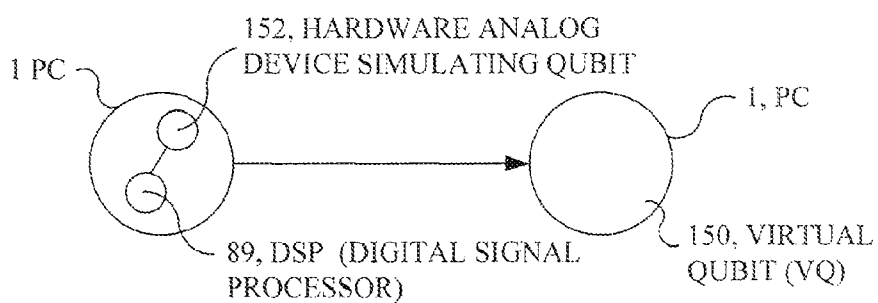 152, HARDWARE ANALOG
DEVICE SIMULATING QUBIT
1 PC
1, PC
89, DSP (DIGITAL SIGNAL
PROCESSOR)
150, VIRTUAL
QUBIT (VQ)